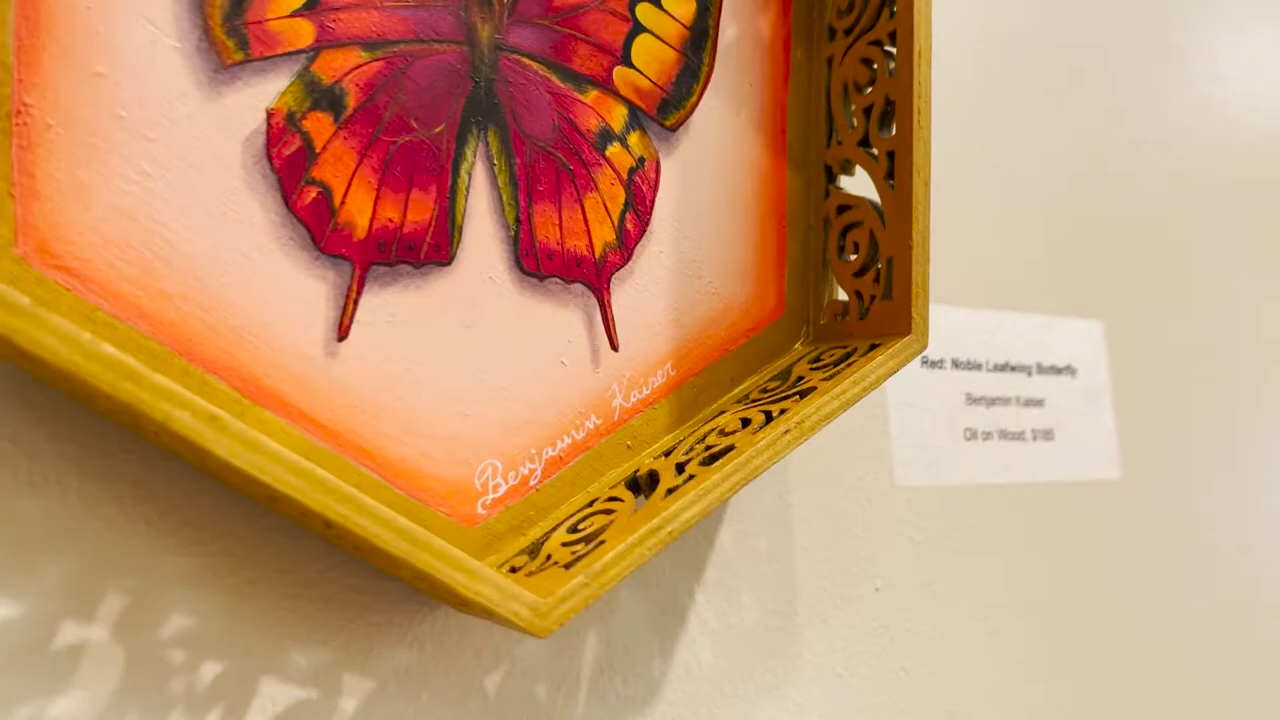 Benjamin Kaiser
Red: Noble Leafwing Butterfly
Benjamin Kaiser
Oil on Wood, $185